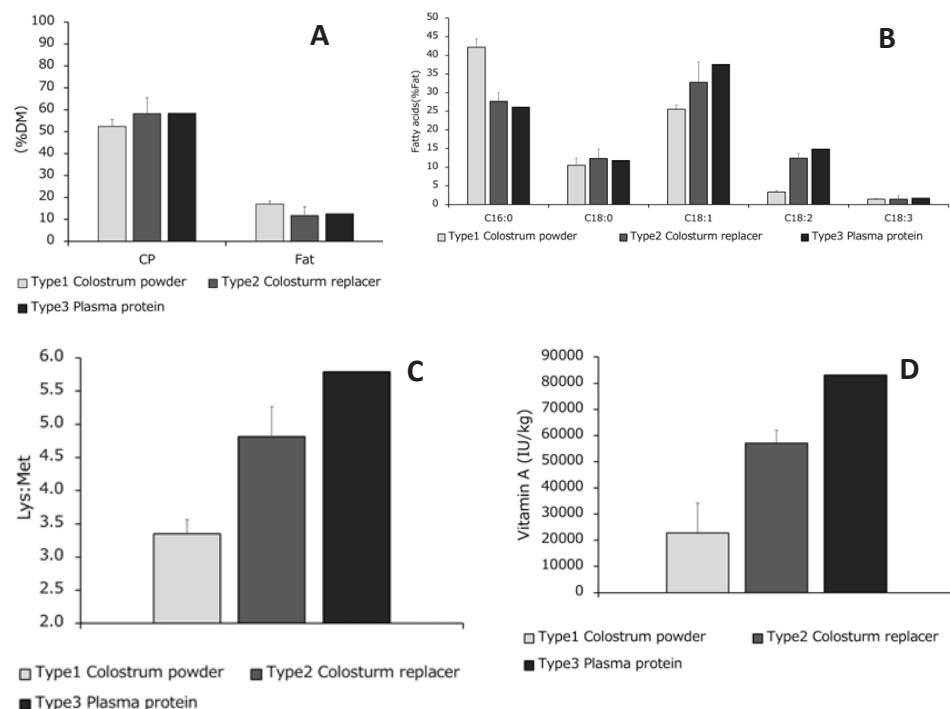 A
(%DM)
100
90
80
70
60
50
40
30
20
10
0
CP Fat
Type1 Colostrum powder Type2 Colosturm replacer
Type3 Plasma protein
B
Fatty acids(%Fat)
50
45
40
35
30
25
20
15
10
5
0
C16:0 C18:0 C18:1 C18:2 C18:3
Type1 Colostrum powder Type2 Colosturm replacer Type3 Plasma protein
C
Lys:Met
6.0
5.5
5.0
4.5
4.0
3.5
3.0
2.5
2.0
Type1 Colostrum powder Type2 Colosturm replacer
Type3 Plasma protein
D
Vitamin A (IU/kg)
90000
80000
70000
60000
50000
40000
30000
20000
10000
0
Type1 Colostrum powder Type2 Colosturm replacer
Type3 Plasma protein